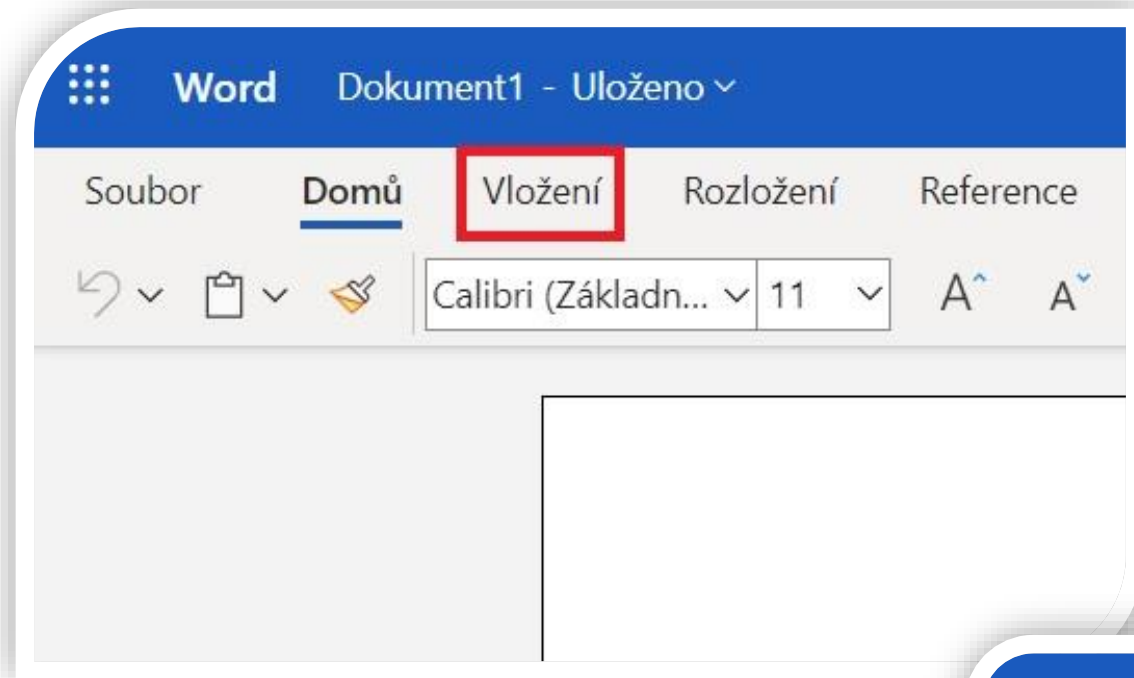 Word Dokument1 - Uloženo
Soubor Domů Vložení Rozložení Reference
Calibri (Základn... 11 A A